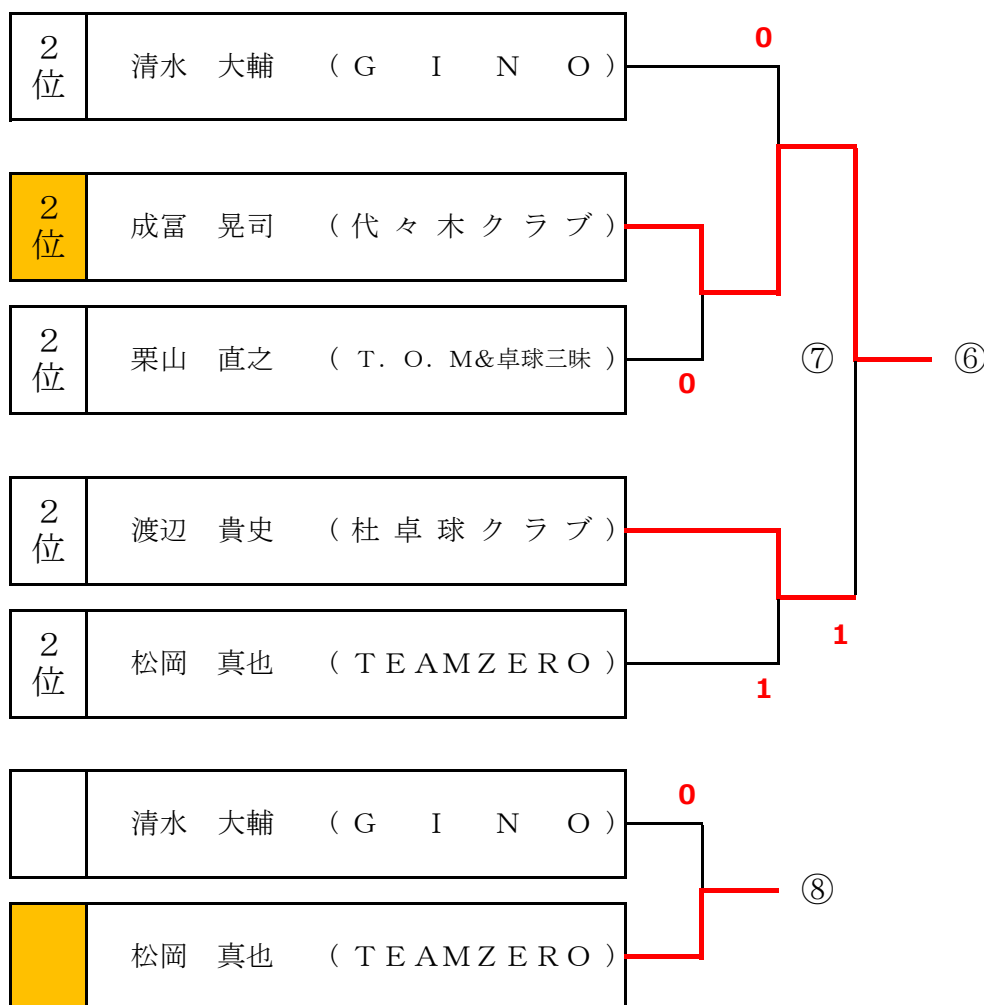 0
2位 清水 大輔 (GINO)
2位 成冨 晃司 (代々木クラブ)
2位 栗山 直之 (T.O.M&卓球三昧) ⑦ ⑥
0
2位 渡辺 貴史 (杜卓球クラブ)
1
2位 松岡 真也 (TEAMZERO)
1
0
清水 大輔 (GINO)
⑧
松岡 真也 (TEAMZERO)